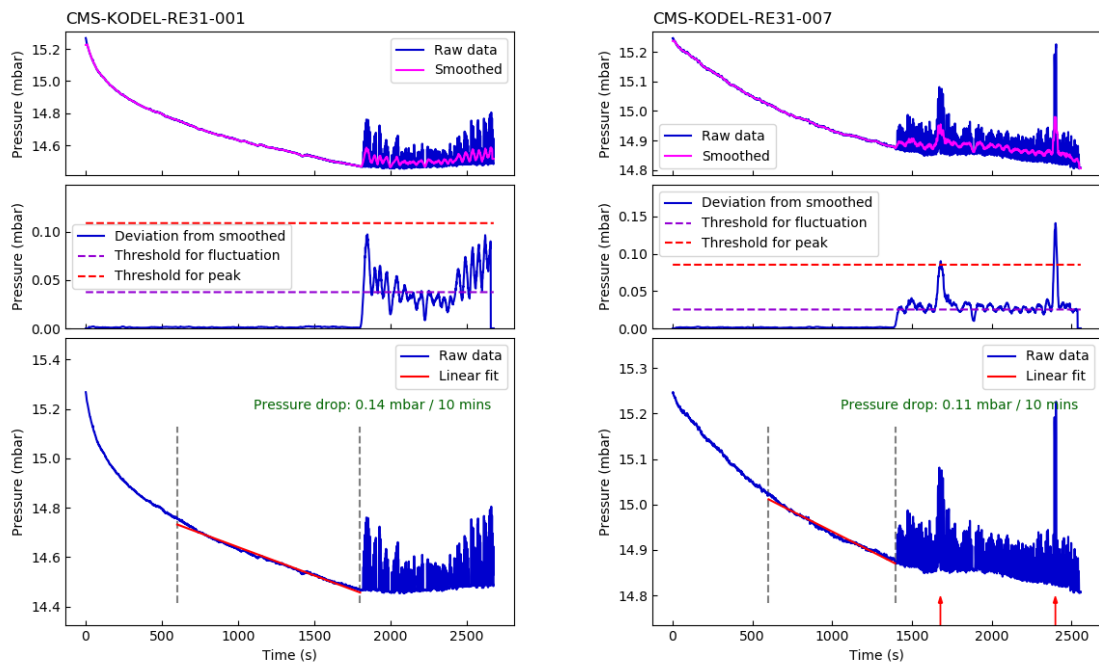 CMS-KODEL-RE31-001
Pressure (mbar)
15.2
15.0
14.8
14.6
Raw data
Smoothed
Pressure (mbar)
0.10
0.05
0.00
Deviation from smoothed
Threshold for fluctuation
Threshold for peak
Pressure (mbar)
15.4
15.2
15.0
14.8
14.6
14.4
Raw data
Linear fit
Pressure drop: 0.14 mbar / 10 mins
0 500 1000 1500 2000 2500
Time (s)
CMS-KODEL-RE31-007
Pressure (mbar)
15.2
15.1
15.0
14.9
14.8
Raw data
Smoothed
Pressure (mbar)
0.15
0.10
0.05
0.00
Deviation from smoothed
Threshold for fluctuation
Threshold for peak
Pressure (mbar)
15.3
15.2
15.1
15.0
14.9
14.8
Raw data
Linear fit
Pressure drop: 0.11 mbar / 10 mins
0 500 1000 1500 2000 2500
Time (s)